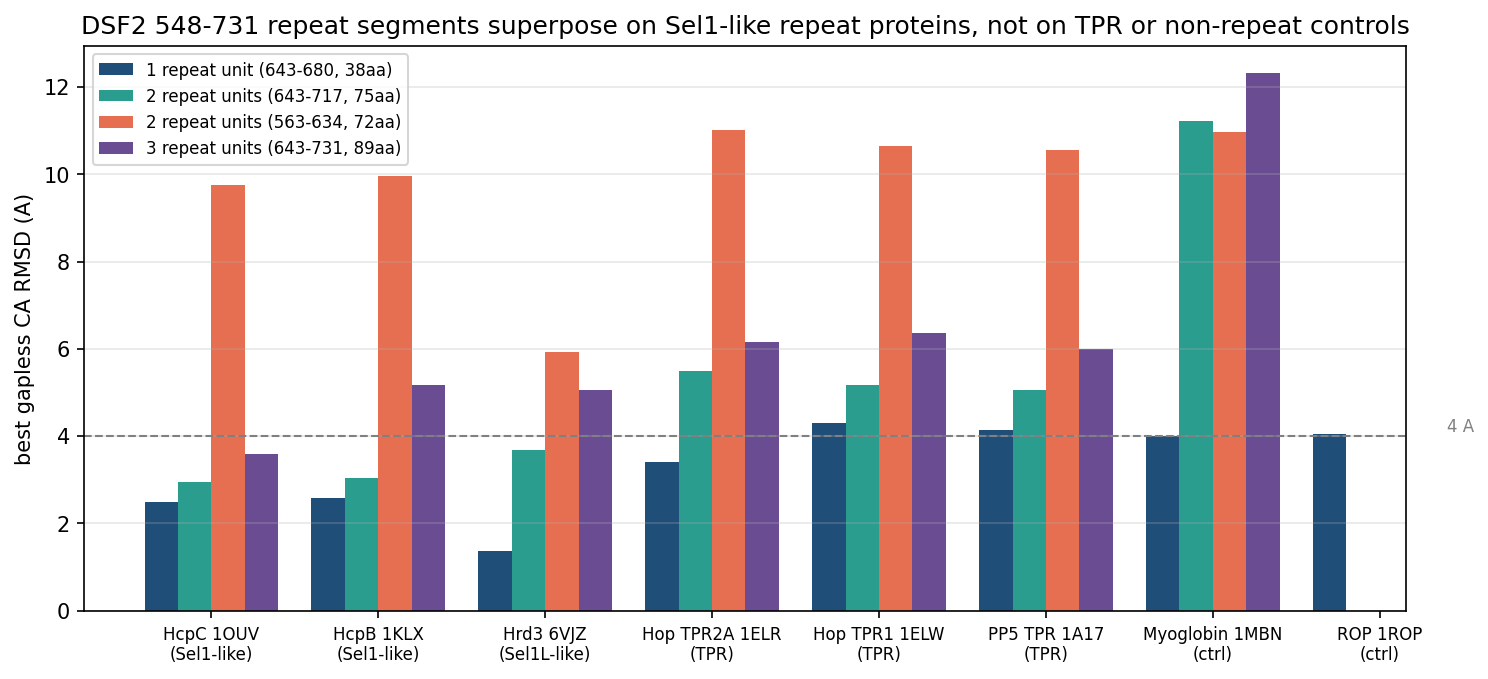 DSF2 548-731 repeat segments superpose on Sel1-like repeat proteins, not on TPR or non-repeat controls
1 repeat unit (643-680, 38aa)
2 repeat units (643-717, 75aa)
2 repeat units (563-634, 72aa)
3 repeat units (643-731, 89aa)
best gapless CA RMSD (A)
12
10
8
6
4
2
0
4 A
HcpC 1OUV
(Sel1-like)
HcpB 1KLX
(Sel1-like)
Hrd3 6VJZ
(Sel1L-like)
Hop TPR2A 1ELR
(TPR)
Hop TPR1 1ELW
(TPR)
PP5 TPR 1A17
(TPR)
Myoglobin 1MBN
(ctrl)
ROP 1ROP
(ctrl)